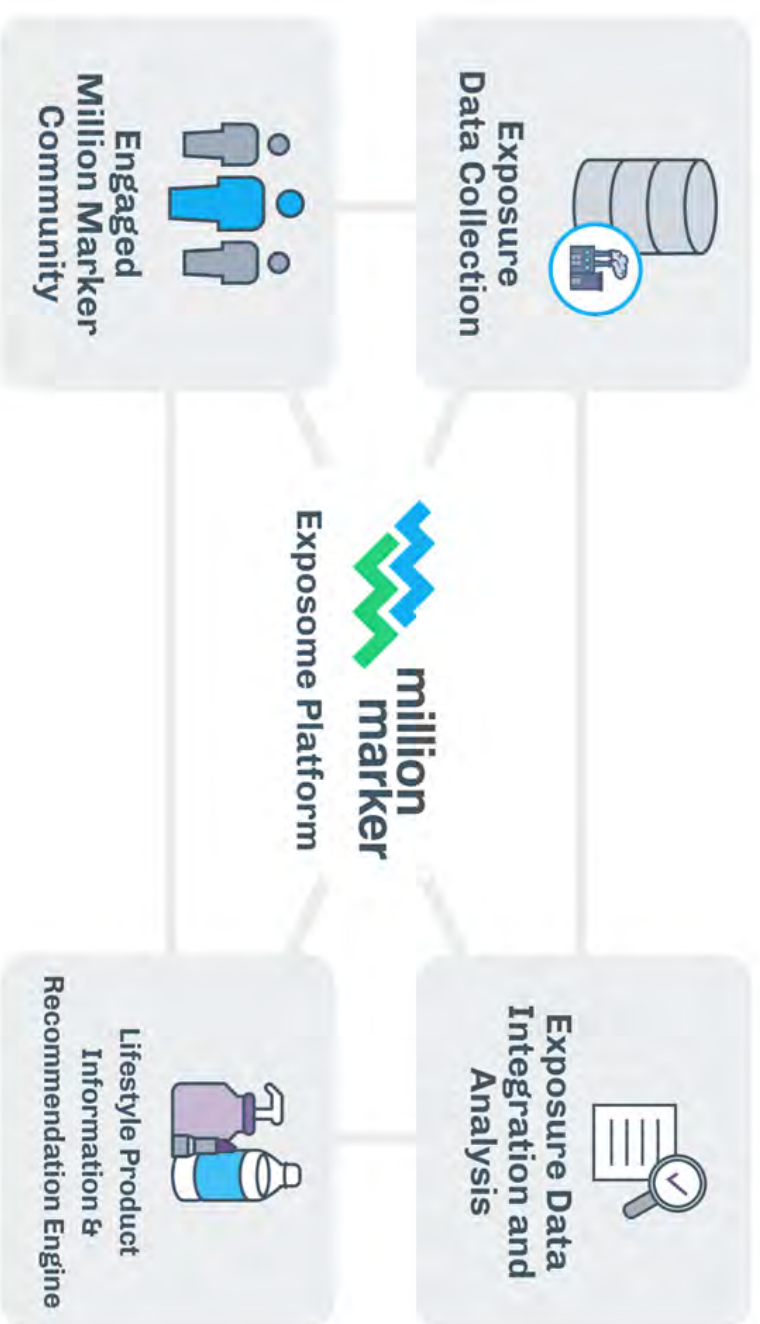 Exposure
Data Collection
Exposure Data
Integration and
Analysis
million
marker
Exposome Platform
Engaged
Million Marker
Community
Lifestyle Product
Information &
Recommendation Engine